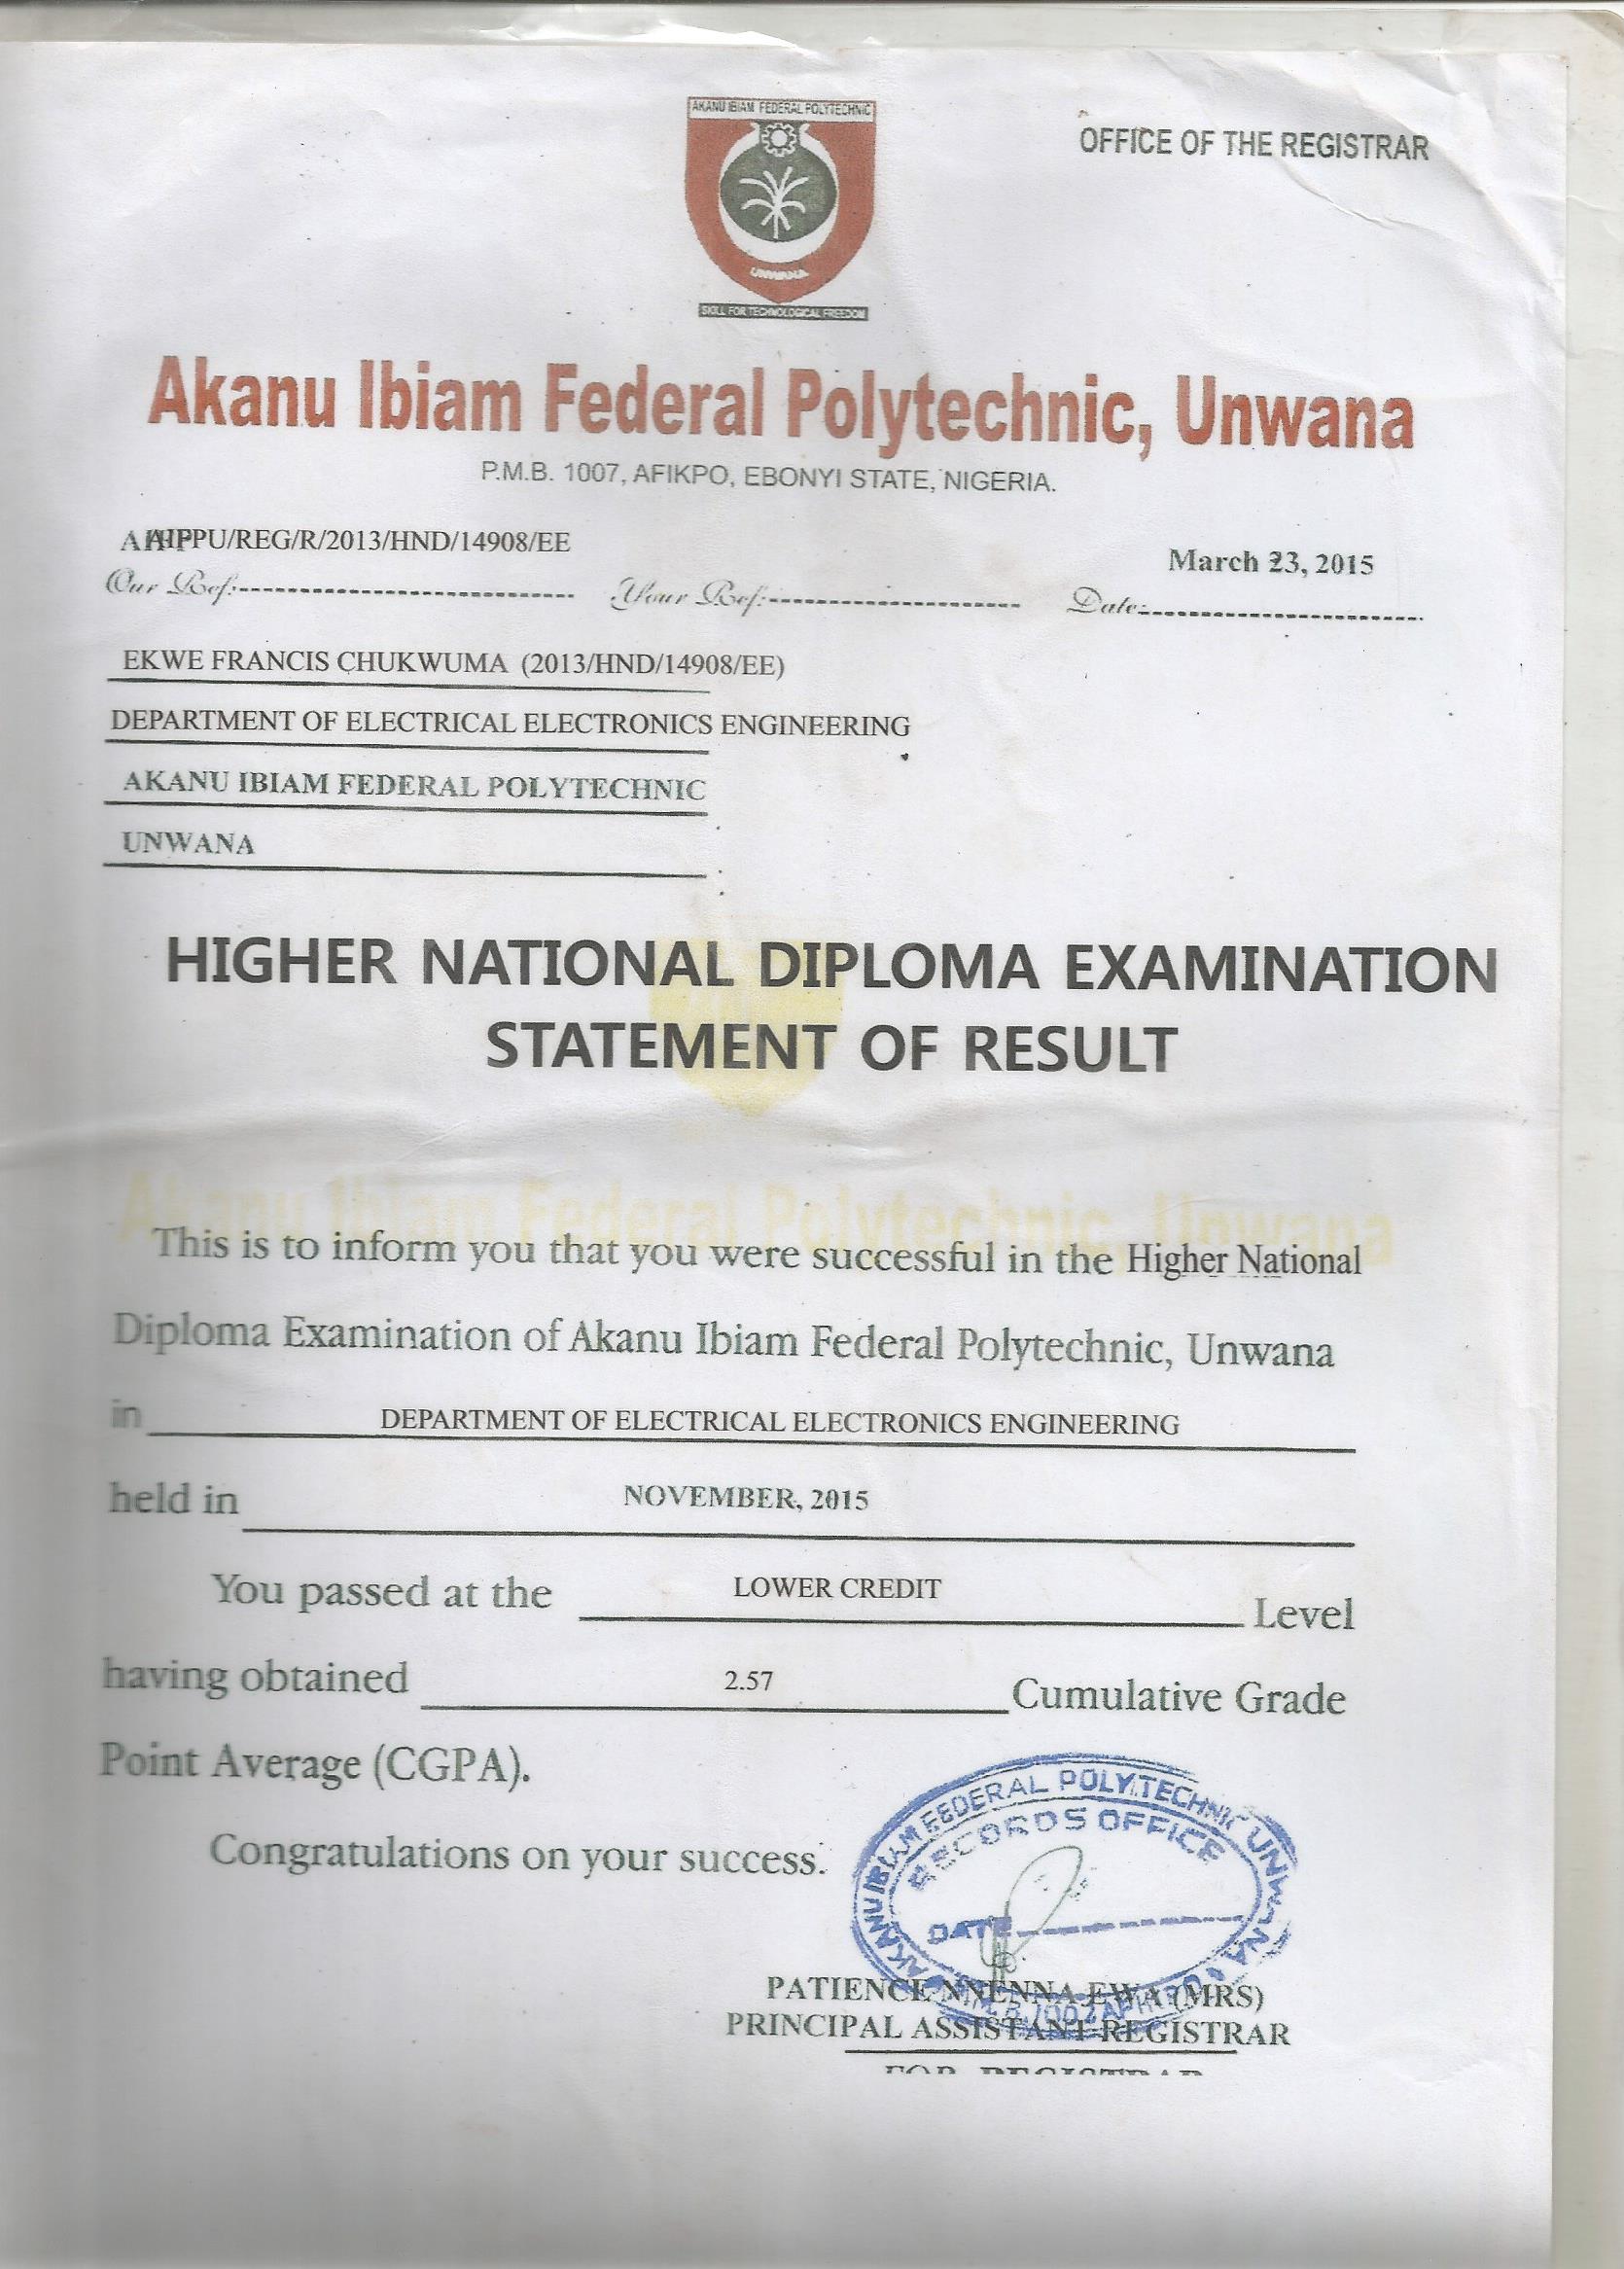 AKANU IBIAM FEDERAL POLYTECHNIC
UNWANA
SKILL FOR TECHNOLOGICAL FREEDOM
OFFICE OF THE REGISTRAR
Akanu Ibiam Federal Polytechnic, Unwana
P.M.B. 1007, AFIKPO, EBONYI STATE, NIGERIA.
AIFPU/REG/R/2013/HND/14908/EE
March 23, 2015
Our Ref: Your Ref: Date:
EKWE FRANCIS CHUKWUMA (2013/HND/14908/EE)
DEPARTMENT OF ELECTRICAL ELECTRONICS ENGINEERING
AKANU IBIAM FEDERAL POLYTECHNIC
UNWANA
HIGHER NATIONAL DIPLOMA EXAMINATION
STATEMENT OF RESULT
Akanu Ibiam Federal Polytechnic, Unwana
This is to inform you that you were successful in the Higher National
Diploma Examination of Akanu Ibiam Federal Polytechnic, Unwana
in DEPARTMENT OF ELECTRICAL ELECTRONICS ENGINEERING
held in NOVEMBER, 2015
You passed at the LOWER CREDIT Level
having obtained 2.57 Cumulative Grade
Point Average (CGPA).
Congratulations on your success.
AKANU IBIAM FEDERAL POLYTECHNIC UNWANA
RECORDS OFFICE
DATE
PATIENCE NNENNA EWA (MRS)
PRINCIPAL ASSISTANT REGISTRAR
FOR REGISTRAR